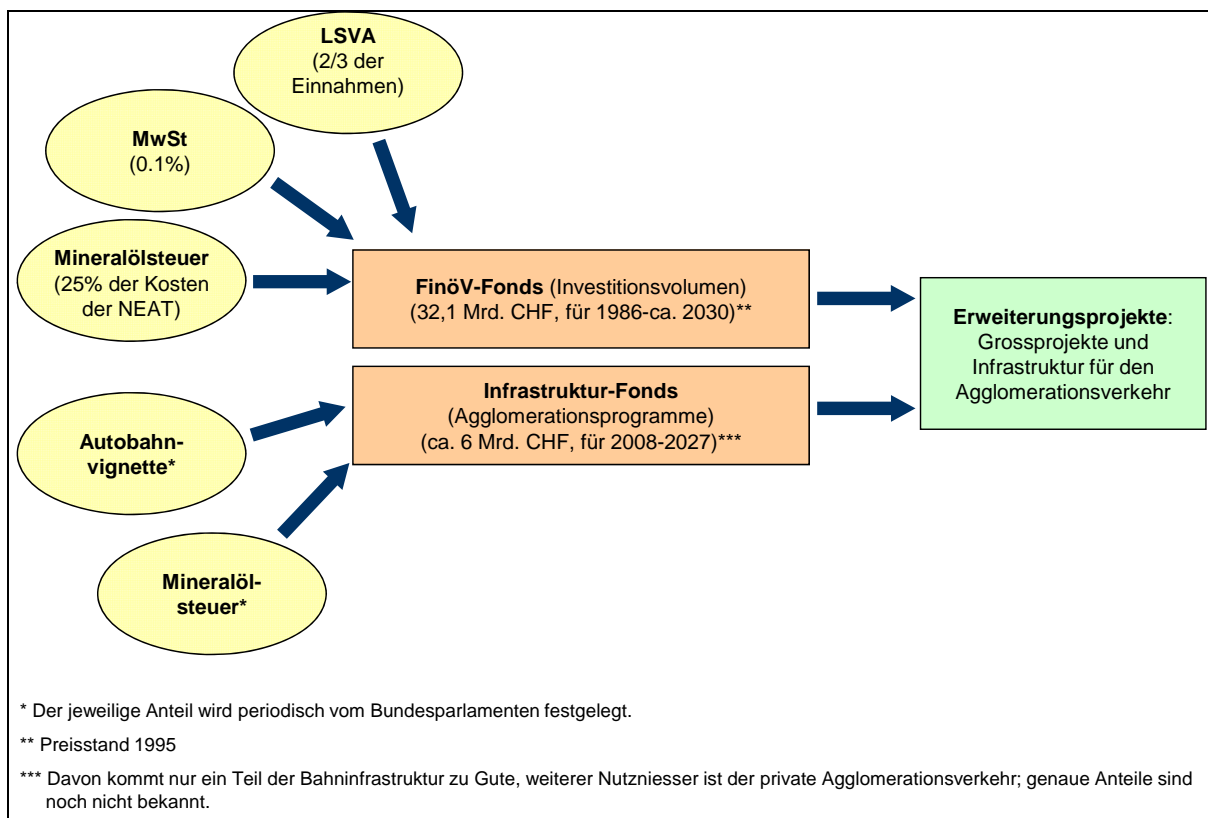 LSVA
(2/3 der
Einnahmen)
MwSt
(0.1%)
Mineralölsteuer
(25% der Kosten
der NEAT)
FinöV-Fonds (Investitionsvolumen)
(32,1 Mrd. CHF, für 1986-ca. 2030)**
Erweiterungsprojekte:
Grossprojekte und
Infrastruktur für den
Agglomerationsverkehr
Infrastruktur-Fonds
(Agglomerationsprogramme)
(ca. 6 Mrd. CHF, für 2008-2027)***
Autobahn-
vignette*
Mineralöl-
steuer*
* Der jeweilige Anteil wird periodisch vom Bundesparlamenten festgelegt.
** Preisstand 1995
*** Davon kommt nur ein Teil der Bahninfrastruktur zu Gute, weiterer Nutzniesser ist der private Agglomerationsverkehr; genaue Anteile sind
noch nicht bekannt.